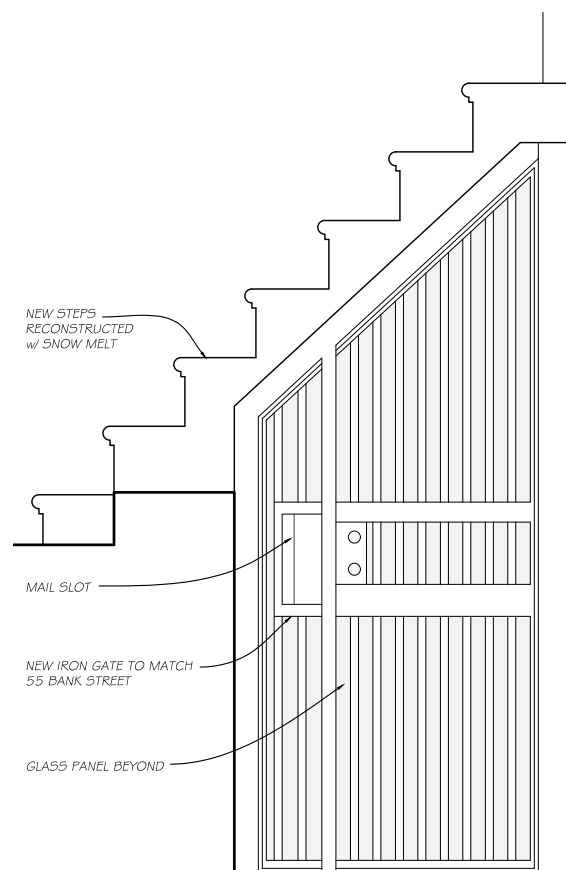 NEW STEPS
RECONSTRUCTED
w/ SNOW MELT
MAIL SLOT
NEW IRON GATE TO MATCH
55 BANK STREET
GLASS PANEL BEYOND